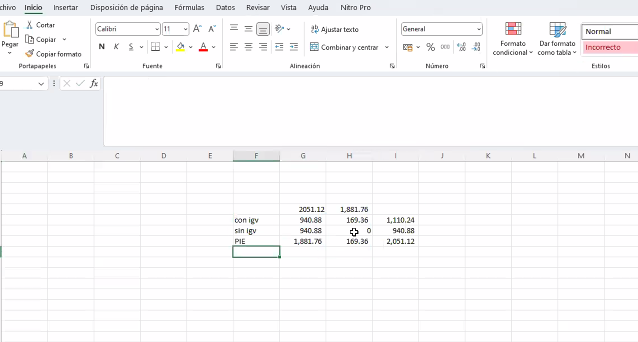 chivo Inicio Insertar Disposición de página Fórmulas Datos Revisar Vista Ayuda Nitro Pro
Pegar
Cortar
Copiar
Copiar formato
Portapapeles
Calibri 11 A A
N K S A
Fuente
Ajustar texto
Combinar y centrar
Alineación
General
% 000
Número
Formato condicional
Dar formato como tabla
Normal
Incorrecto
Estilos
9 fx
A B C D E F G H I J K L M N
2051.12 1,881.76
con igv 940.88 169.36 1,110.24
sin igv 940.88 0 940.88
PIE 1,881.76 169.36 2,051.12